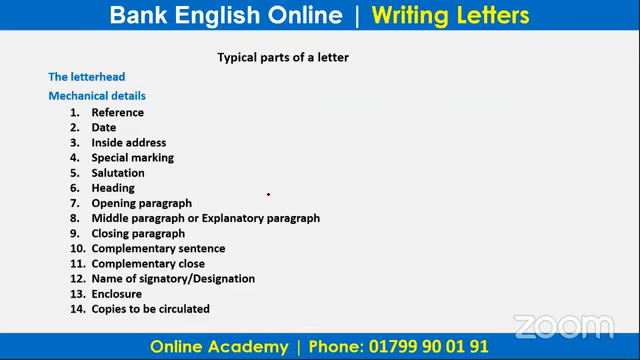 Bank English Online | Writing Letters
Typical parts of a letter
The letterhead
Mechanical details
1. Reference
2. Date
3. Inside address
4. Special marking
5. Salutation
6. Heading
7. Opening paragraph
8. Middle paragraph or Explanatory paragraph
9. Closing paragraph
10. Complementary sentence
11. Complementary close
12. Name of signatory/Designation
13. Enclosure
14. Copies to be circulated
zoom
Online Academy | Phone: 01799 90 01 91